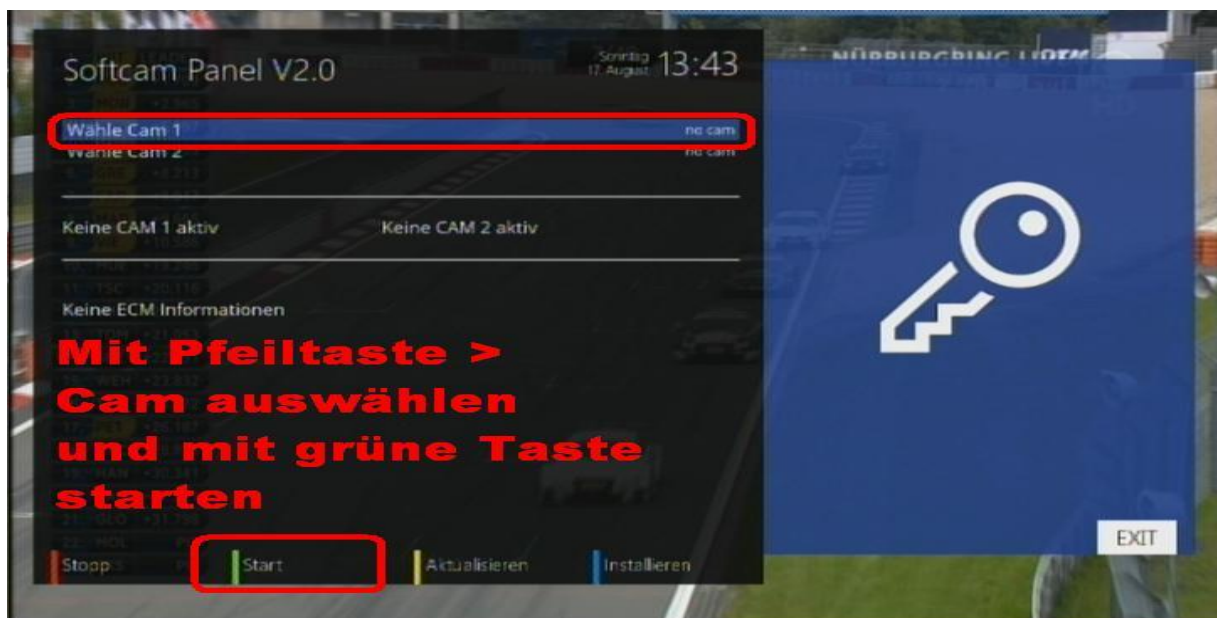 Softcam Panel V2.0
Sonntag
17. August
13:43
Wähle Cam 1 no cam
Wähle Cam 2 no cam
Keine CAM 1 aktiv Keine CAM 2 aktiv
Keine ECM Informationen
Mit Pfeiltaste >
Cam auswählen
und mit grüne Taste
starten
Stopp Start Aktualisieren Installieren
EXIT